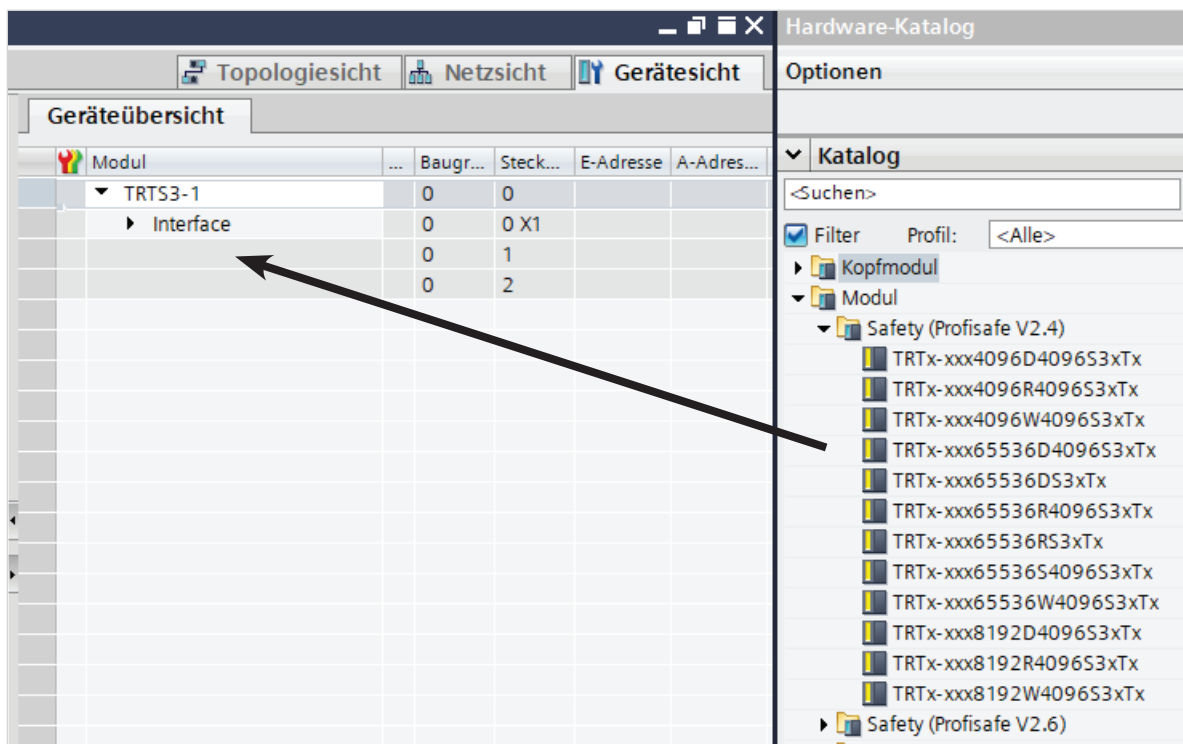 Hardware-Katalog
Topologiesicht Netzsicht Gerätesicht
Optionen
Geräteübersicht
Modul ... Baugr... Steck... E-Adresse A-Adres...
TRTS3-1 0 0
Interface 0 0 X1
0 1
0 2
Katalog
<Suchen>
Filter Profil: <Alle>
Kopfmodul
Modul
Safety (Profisafe V2.4)
TRTx-xxx4096D4096S3xTx
TRTx-xxx4096R4096S3xTx
TRTx-xxx4096W4096S3xTx
TRTx-xxx65536D4096S3xTx
TRTx-xxx65536DS3xTx
TRTx-xxx65536R4096S3xTx
TRTx-xxx65536RS3xTx
TRTx-xxx65536S4096S3xTx
TRTx-xxx65536W4096S3xTx
TRTx-xxx8192D4096S3xTx
TRTx-xxx8192R4096S3xTx
TRTx-xxx8192W4096S3xTx
Safety (Profisafe V2.6)